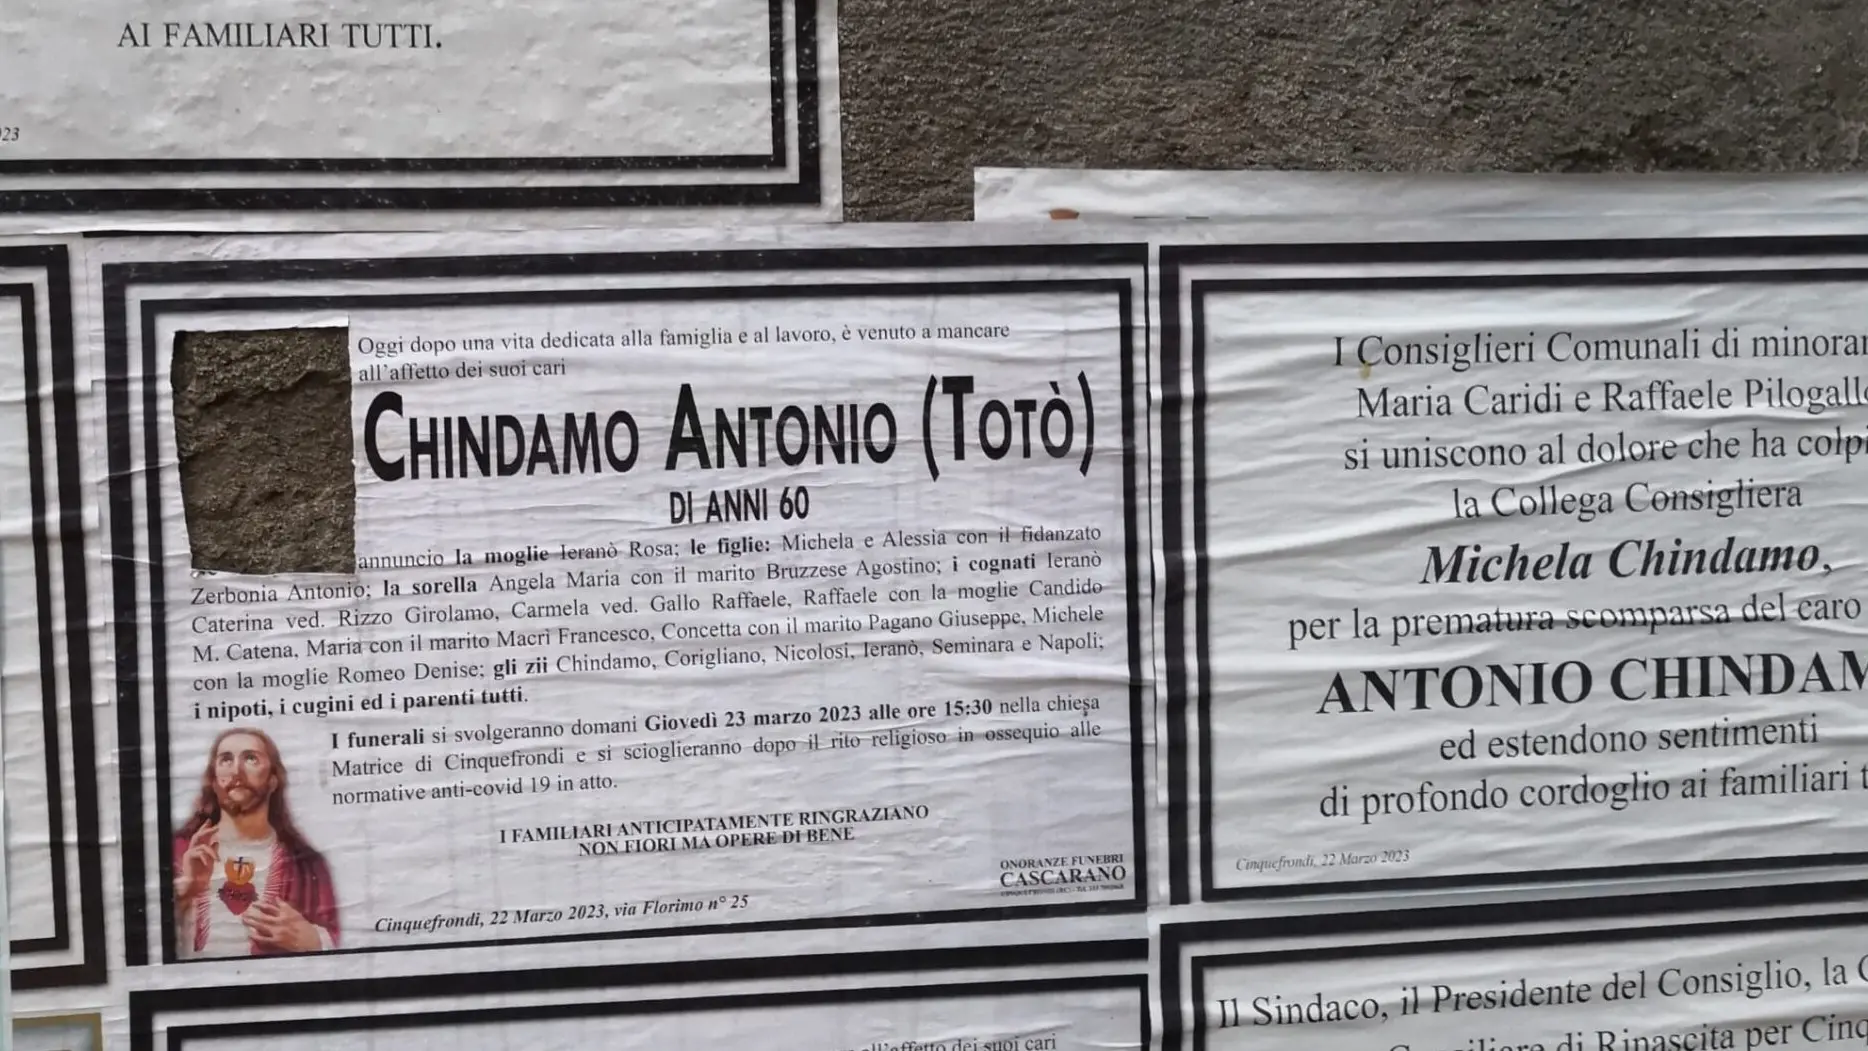 AI FAMILIARI TUTTI.
023
Oggi dopo una vita dedicata alla famiglia e al lavoro, è venuto a mancare
all'affetto dei suoi cari
CHINDAMO ANTONIO (TOTÒ)
DI ANNI 60
annuncio la moglie Ieranò Rosa; le figlie: Michela e Alessia con il fidanzato
Zerbonia Antonio; la sorella Angela Maria con il marito Bruzzese Agostino; i cognati Ieranò
Caterina ved. Rizzo Girolamo, Carmela ved. Gallo Raffaele, Raffaele con la moglie Candido
M. Catena, Maria con il marito Macrì Francesco, Concetta con il marito Pagano Giuseppe, Michele
con la moglie Romeo Denise; gli zii Chindamo, Corigliano, Nicolosi, Ieranò, Seminara e Napoli;
i nipoti, i cugini ed i parenti tutti.
I funerali si svolgeranno domani Giovedì 23 marzo 2023 alle ore 15:30 nella chiesa
Matrice di Cinquefrondi e si scioglieranno dopo il rito religioso in ossequio alle
normative anti-covid 19 in atto.
I FAMILIARI ANTICIPATAMENTE RINGRAZIANO
NON FIORI MA OPERE DI BENE
ONORANZE FUNEBRI
CASCARANO
Cinquefrondi, 22 Marzo 2023, via Florimo n° 25
I Consiglieri Comunali di minoran
Maria Caridi e Raffaele Pilogallo
si uniscono al dolore che ha colpi
la Collega Consigliera
Michela Chindamo,
per la prematura scomparsa del caro
ANTONIO CHINDAM
ed estendono sentimenti
di profondo cordoglio ai familiari t
Cinquefrondi, 22 Marzo 2023
all'affetto dei suoi cari
Il Sindaco, il Presidente del Consiglio, la
Consiliare di Rinascita per Cinq